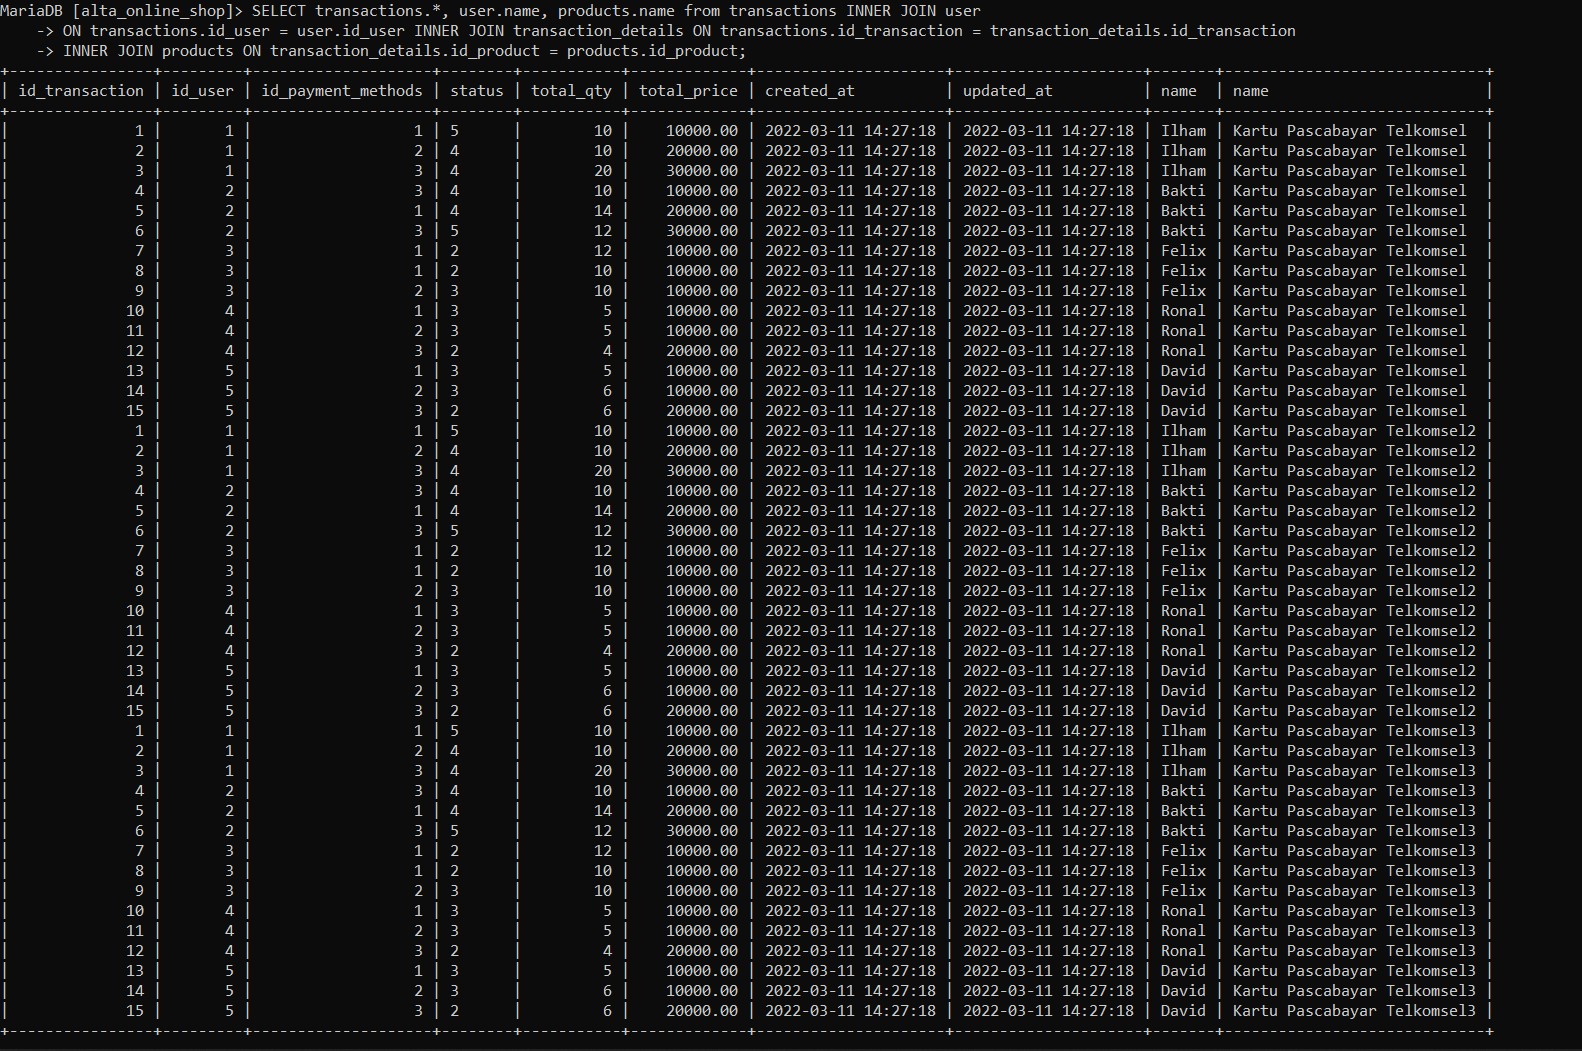 MariaDB [alta_online_shop]> SELECT transactions.*, user.name, products.name from transactions INNER JOIN user
    -> ON transactions.id_user = user.id_user INNER JOIN transaction_details ON transactions.id_transaction = transaction_details.id_transaction
    -> INNER JOIN products ON transaction_details.id_product = products.id_product;
+----------------+---------+--------------------+--------+-----------+-------------+---------------------+---------------------+-------+-----------------------------+
| id_transaction | id_user | id_payment_methods | status | total_qty | total_price | created_at | updated_at | name | name |
+----------------+---------+--------------------+--------+-----------+-------------+---------------------+---------------------+-------+-----------------------------+
| 1 | 1 | 1 | 5 | 10 | 10000.00 | 2022-03-11 14:27:18 | 2022-03-11 14:27:18 | Ilham | Kartu Pascabayar Telkomsel |
| 2 | 1 | 2 | 4 | 10 | 20000.00 | 2022-03-11 14:27:18 | 2022-03-11 14:27:18 | Ilham | Kartu Pascabayar Telkomsel |
| 3 | 1 | 3 | 4 | 20 | 30000.00 | 2022-03-11 14:27:18 | 2022-03-11 14:27:18 | Ilham | Kartu Pascabayar Telkomsel |
| 4 | 2 | 3 | 4 | 10 | 10000.00 | 2022-03-11 14:27:18 | 2022-03-11 14:27:18 | Bakti | Kartu Pascabayar Telkomsel |
| 5 | 2 | 1 | 4 | 14 | 20000.00 | 2022-03-11 14:27:18 | 2022-03-11 14:27:18 | Bakti | Kartu Pascabayar Telkomsel |
| 6 | 2 | 3 | 5 | 12 | 30000.00 | 2022-03-11 14:27:18 | 2022-03-11 14:27:18 | Bakti | Kartu Pascabayar Telkomsel |
| 7 | 3 | 1 | 2 | 12 | 10000.00 | 2022-03-11 14:27:18 | 2022-03-11 14:27:18 | Felix | Kartu Pascabayar Telkomsel |
| 8 | 3 | 1 | 2 | 10 | 10000.00 | 2022-03-11 14:27:18 | 2022-03-11 14:27:18 | Felix | Kartu Pascabayar Telkomsel |
| 9 | 3 | 2 | 3 | 10 | 10000.00 | 2022-03-11 14:27:18 | 2022-03-11 14:27:18 | Felix | Kartu Pascabayar Telkomsel |
| 10 | 4 | 1 | 3 | 5 | 10000.00 | 2022-03-11 14:27:18 | 2022-03-11 14:27:18 | Ronal | Kartu Pascabayar Telkomsel |
| 11 | 4 | 2 | 3 | 5 | 10000.00 | 2022-03-11 14:27:18 | 2022-03-11 14:27:18 | Ronal | Kartu Pascabayar Telkomsel |
| 12 | 4 | 3 | 2 | 4 | 20000.00 | 2022-03-11 14:27:18 | 2022-03-11 14:27:18 | Ronal | Kartu Pascabayar Telkomsel |
| 13 | 5 | 1 | 3 | 5 | 10000.00 | 2022-03-11 14:27:18 | 2022-03-11 14:27:18 | David | Kartu Pascabayar Telkomsel |
| 14 | 5 | 2 | 3 | 6 | 10000.00 | 2022-03-11 14:27:18 | 2022-03-11 14:27:18 | David | Kartu Pascabayar Telkomsel |
| 15 | 5 | 3 | 2 | 6 | 20000.00 | 2022-03-11 14:27:18 | 2022-03-11 14:27:18 | David | Kartu Pascabayar Telkomsel |
| 1 | 1 | 1 | 5 | 10 | 10000.00 | 2022-03-11 14:27:18 | 2022-03-11 14:27:18 | Ilham | Kartu Pascabayar Telkomsel2 |
| 2 | 1 | 2 | 4 | 10 | 20000.00 | 2022-03-11 14:27:18 | 2022-03-11 14:27:18 | Ilham | Kartu Pascabayar Telkomsel2 |
| 3 | 1 | 3 | 4 | 20 | 30000.00 | 2022-03-11 14:27:18 | 2022-03-11 14:27:18 | Ilham | Kartu Pascabayar Telkomsel2 |
| 4 | 2 | 3 | 4 | 10 | 10000.00 | 2022-03-11 14:27:18 | 2022-03-11 14:27:18 | Bakti | Kartu Pascabayar Telkomsel2 |
| 5 | 2 | 1 | 4 | 14 | 20000.00 | 2022-03-11 14:27:18 | 2022-03-11 14:27:18 | Bakti | Kartu Pascabayar Telkomsel2 |
| 6 | 2 | 3 | 5 | 12 | 30000.00 | 2022-03-11 14:27:18 | 2022-03-11 14:27:18 | Bakti | Kartu Pascabayar Telkomsel2 |
| 7 | 3 | 1 | 2 | 12 | 10000.00 | 2022-03-11 14:27:18 | 2022-03-11 14:27:18 | Felix | Kartu Pascabayar Telkomsel2 |
| 8 | 3 | 1 | 2 | 10 | 10000.00 | 2022-03-11 14:27:18 | 2022-03-11 14:27:18 | Felix | Kartu Pascabayar Telkomsel2 |
| 9 | 3 | 2 | 3 | 10 | 10000.00 | 2022-03-11 14:27:18 | 2022-03-11 14:27:18 | Felix | Kartu Pascabayar Telkomsel2 |
| 10 | 4 | 1 | 3 | 5 | 10000.00 | 2022-03-11 14:27:18 | 2022-03-11 14:27:18 | Ronal | Kartu Pascabayar Telkomsel2 |
| 11 | 4 | 2 | 3 | 5 | 10000.00 | 2022-03-11 14:27:18 | 2022-03-11 14:27:18 | Ronal | Kartu Pascabayar Telkomsel2 |
| 12 | 4 | 3 | 2 | 4 | 20000.00 | 2022-03-11 14:27:18 | 2022-03-11 14:27:18 | Ronal | Kartu Pascabayar Telkomsel2 |
| 13 | 5 | 1 | 3 | 5 | 10000.00 | 2022-03-11 14:27:18 | 2022-03-11 14:27:18 | David | Kartu Pascabayar Telkomsel2 |
| 14 | 5 | 2 | 3 | 6 | 10000.00 | 2022-03-11 14:27:18 | 2022-03-11 14:27:18 | David | Kartu Pascabayar Telkomsel2 |
| 15 | 5 | 3 | 2 | 6 | 20000.00 | 2022-03-11 14:27:18 | 2022-03-11 14:27:18 | David | Kartu Pascabayar Telkomsel2 |
| 1 | 1 | 1 | 5 | 10 | 10000.00 | 2022-03-11 14:27:18 | 2022-03-11 14:27:18 | Ilham | Kartu Pascabayar Telkomsel3 |
| 2 | 1 | 2 | 4 | 10 | 20000.00 | 2022-03-11 14:27:18 | 2022-03-11 14:27:18 | Ilham | Kartu Pascabayar Telkomsel3 |
| 3 | 1 | 3 | 4 | 20 | 30000.00 | 2022-03-11 14:27:18 | 2022-03-11 14:27:18 | Ilham | Kartu Pascabayar Telkomsel3 |
| 4 | 2 | 3 | 4 | 10 | 10000.00 | 2022-03-11 14:27:18 | 2022-03-11 14:27:18 | Bakti | Kartu Pascabayar Telkomsel3 |
| 5 | 2 | 1 | 4 | 14 | 20000.00 | 2022-03-11 14:27:18 | 2022-03-11 14:27:18 | Bakti | Kartu Pascabayar Telkomsel3 |
| 6 | 2 | 3 | 5 | 12 | 30000.00 | 2022-03-11 14:27:18 | 2022-03-11 14:27:18 | Bakti | Kartu Pascabayar Telkomsel3 |
| 7 | 3 | 1 | 2 | 12 | 10000.00 | 2022-03-11 14:27:18 | 2022-03-11 14:27:18 | Felix | Kartu Pascabayar Telkomsel3 |
| 8 | 3 | 1 | 2 | 10 | 10000.00 | 2022-03-11 14:27:18 | 2022-03-11 14:27:18 | Felix | Kartu Pascabayar Telkomsel3 |
| 9 | 3 | 2 | 3 | 10 | 10000.00 | 2022-03-11 14:27:18 | 2022-03-11 14:27:18 | Felix | Kartu Pascabayar Telkomsel3 |
| 10 | 4 | 1 | 3 | 5 | 10000.00 | 2022-03-11 14:27:18 | 2022-03-11 14:27:18 | Ronal | Kartu Pascabayar Telkomsel3 |
| 11 | 4 | 2 | 3 | 5 | 10000.00 | 2022-03-11 14:27:18 | 2022-03-11 14:27:18 | Ronal | Kartu Pascabayar Telkomsel3 |
| 12 | 4 | 3 | 2 | 4 | 20000.00 | 2022-03-11 14:27:18 | 2022-03-11 14:27:18 | Ronal | Kartu Pascabayar Telkomsel3 |
| 13 | 5 | 1 | 3 | 5 | 10000.00 | 2022-03-11 14:27:18 | 2022-03-11 14:27:18 | David | Kartu Pascabayar Telkomsel3 |
| 14 | 5 | 2 | 3 | 6 | 10000.00 | 2022-03-11 14:27:18 | 2022-03-11 14:27:18 | David | Kartu Pascabayar Telkomsel3 |
| 15 | 5 | 3 | 2 | 6 | 20000.00 | 2022-03-11 14:27:18 | 2022-03-11 14:27:18 | David | Kartu Pascabayar Telkomsel3 |
+----------------+---------+--------------------+--------+-----------+-------------+---------------------+---------------------+-------+-----------------------------+